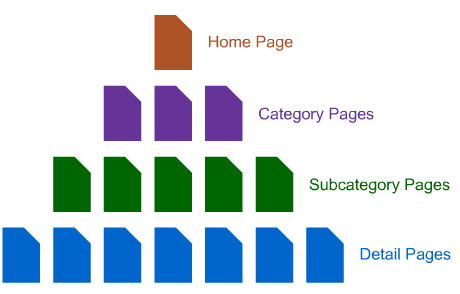 Home Page
Category Pages
Subcategory Pages
Detail Pages